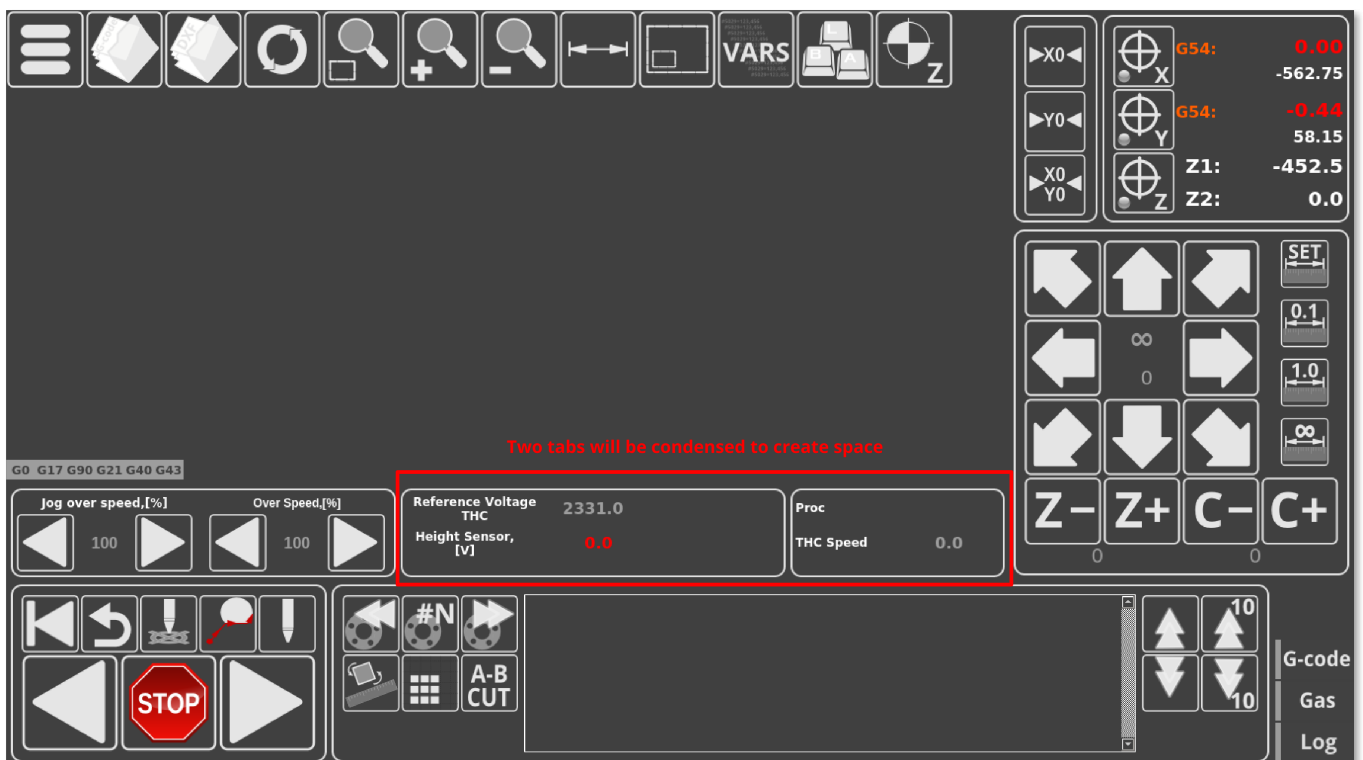 VARS
Z
▶X0◀
▶Y0◀
▶X0 Y0◀
X
G54: 0.00
-562.75
Y
G54: -0.44
58.15
Z
Z1: -452.5
Z2: 0.0
SET
0.1
∞
0
1.0
∞
Two tabs will be condensed to create space
G0 G17 G90 G21 G40 G43
Jog over speed,[%]
100
Over Speed,[%]
100
Reference Voltage
THC
2331.0
Height Sensor,
[V]
0.0
Proc
THC Speed 0.0
Z− Z+ C− C+
0 0
STOP
#N
A-B
CUT
10
10
G-code
Gas
Log